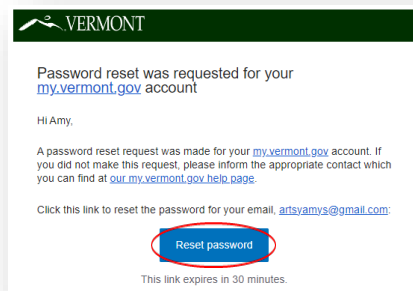 VERMONT
Password reset was requested for your
my.vermont.gov account
Hi Amy,
A password reset request was made for your my.vermont.gov account. If
you did not make this request, please inform the appropriate contact which
you can find at our my.vermont.gov help page.
Click this link to reset the password for your email, artsyamys@gmail.com:
Reset password
This link expires in 30 minutes.